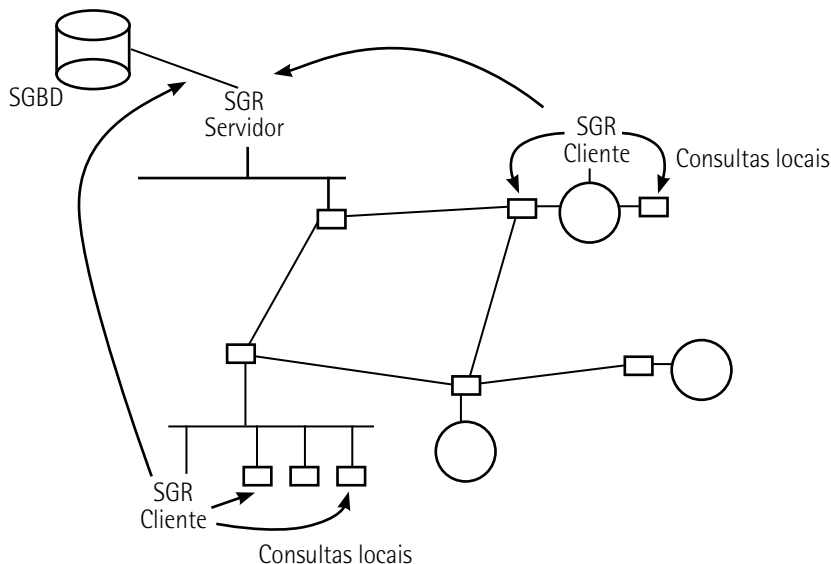 SGBD
SGR
Servidor
SGR
Cliente
Consultas locais
SGR
Cliente
Consultas locais